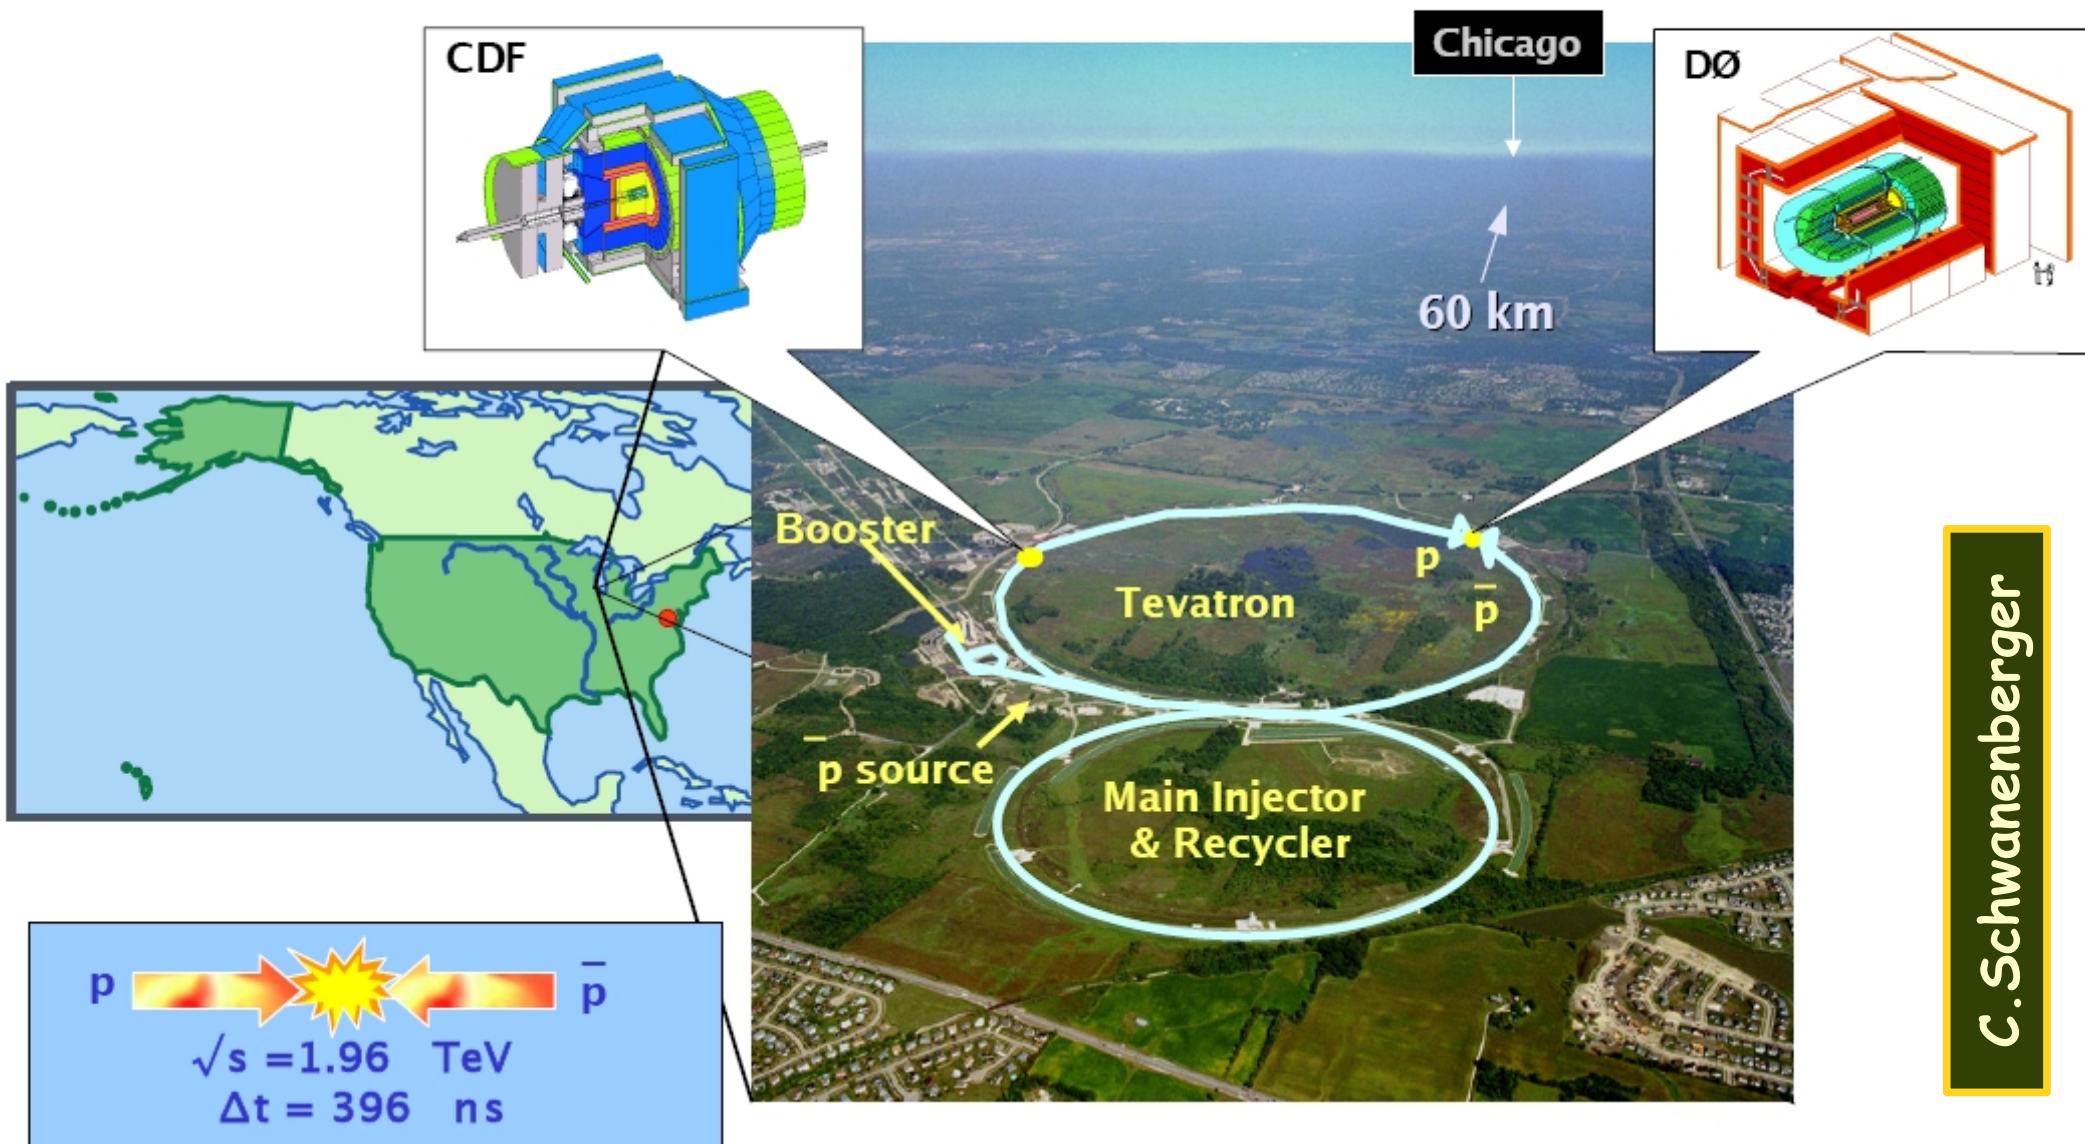 CDF
Chicago
DØ
60 km
Booster
p
p̄
Tevatron
p̄ source
Main Injector
& Recycler
p
p̄
√s =1.96 TeV
Δt = 396 ns
C.Schwanenberger